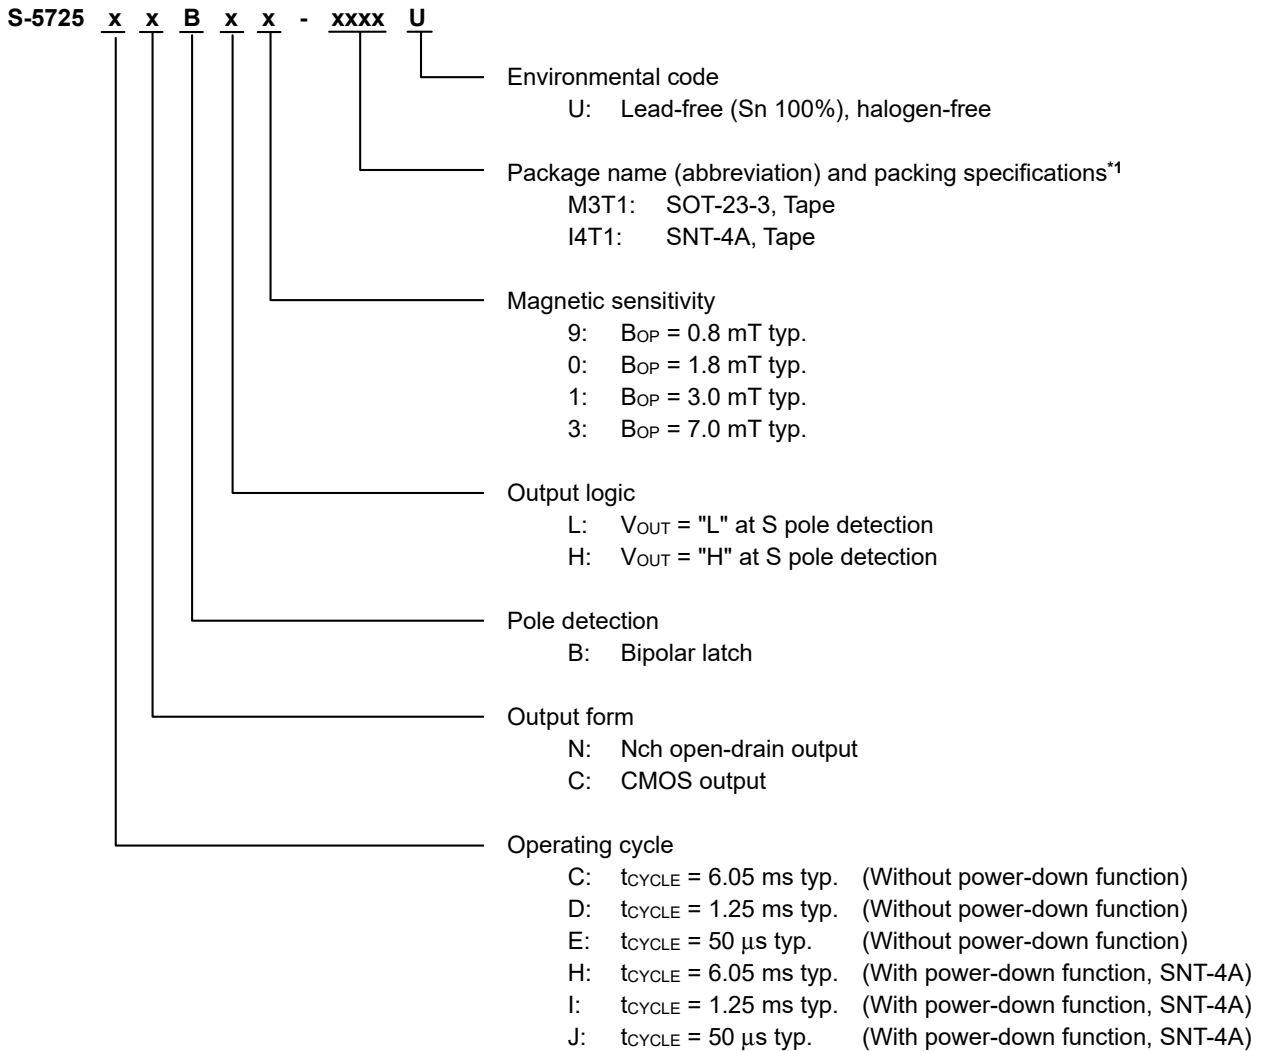 S-5725 x x B x x - xxxx U
Environmental code
U: Lead-free (Sn 100%), halogen-free
Package name (abbreviation) and packing specifications*1
M3T1: SOT-23-3, Tape
I4T1: SNT-4A, Tape
Magnetic sensitivity
9: BOP = 0.8 mT typ.
0: BOP = 1.8 mT typ.
1: BOP = 3.0 mT typ.
3: BOP = 7.0 mT typ.
Output logic
L: VOUT = "L" at S pole detection
H: VOUT = "H" at S pole detection
Pole detection
B: Bipolar latch
Output form
N: Nch open-drain output
C: CMOS output
Operating cycle
C: tCYCLE = 6.05 ms typ. (Without power-down function)
D: tCYCLE = 1.25 ms typ. (Without power-down function)
E: tCYCLE = 50 μs typ. (Without power-down function)
H: tCYCLE = 6.05 ms typ. (With power-down function, SNT-4A)
I: tCYCLE = 1.25 ms typ. (With power-down function, SNT-4A)
J: tCYCLE = 50 μs typ. (With power-down function, SNT-4A)